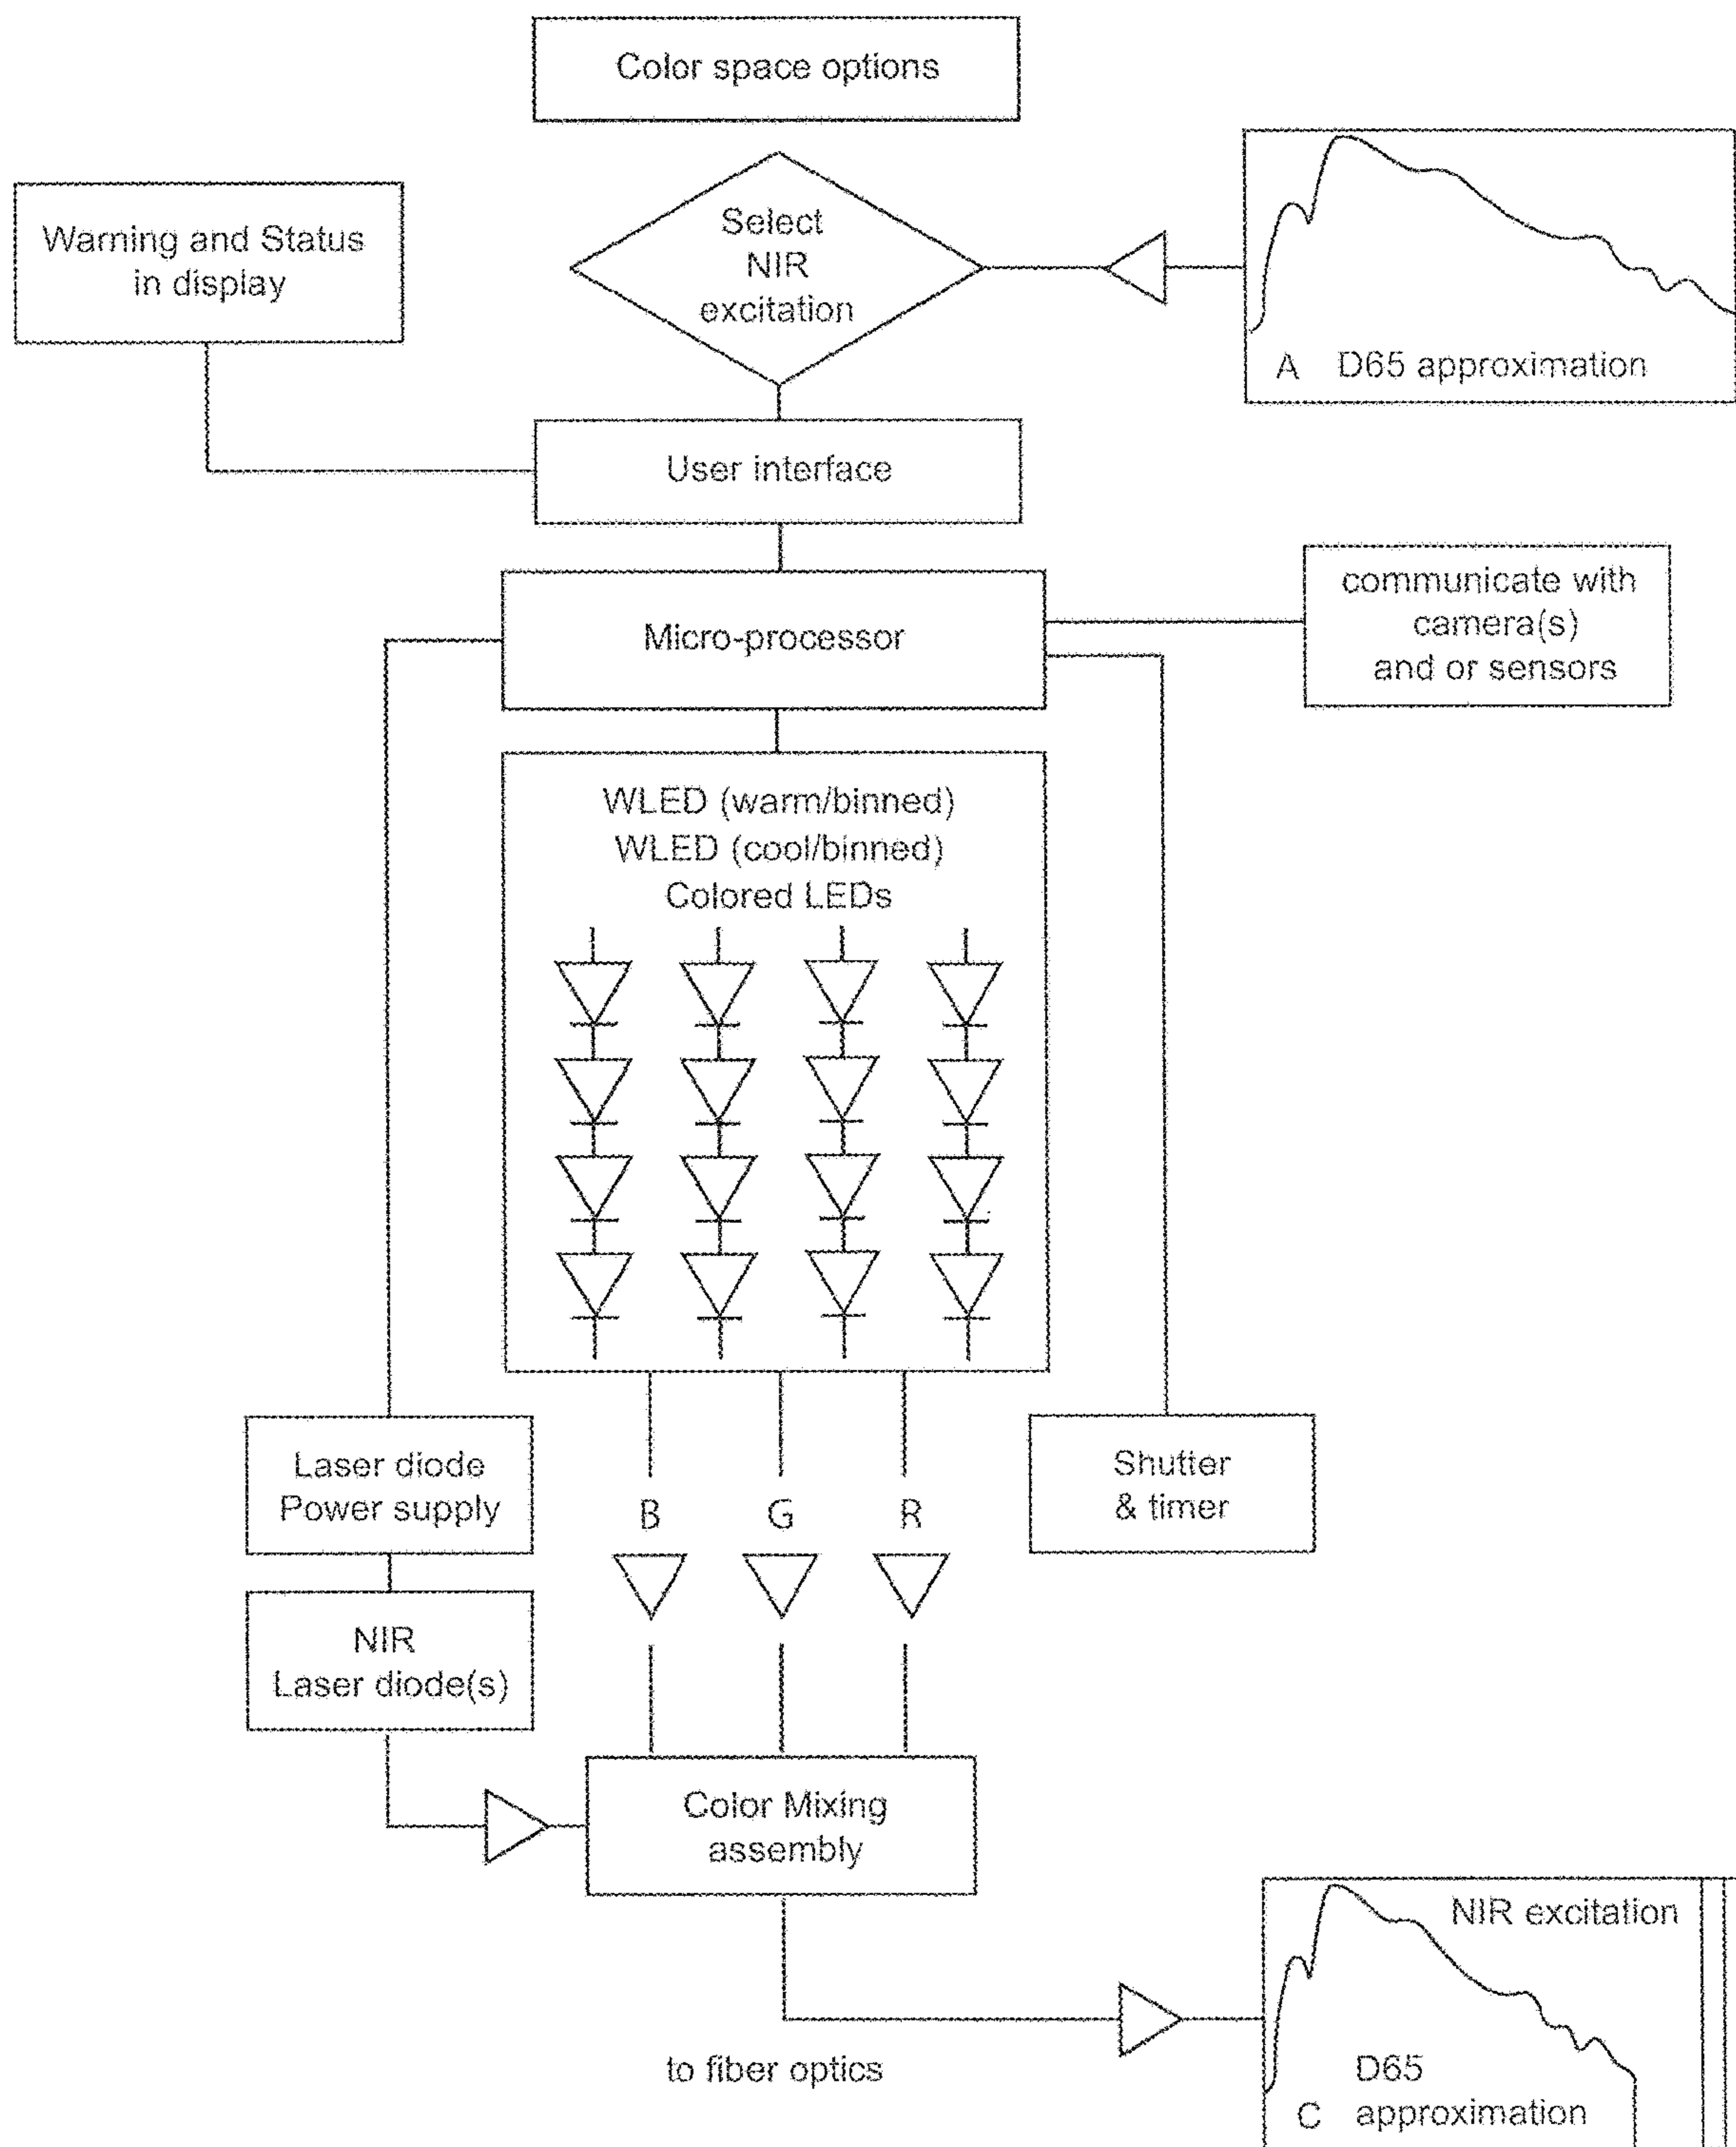 Color space options
Warning and Status
in display
Select
NIR
excitation
A D65 approximation
User interface
Micro-processor
communicate with
camera(s)
and or sensors
WLED (warm/binned)
WLED (cool/binned)
Colored LEDs
Laser diode
Power supply
B G R
Shutter
& timer
NIR
Laser diode(s)
Color Mixing
assembly
NIR excitation
to fiber optics
D65
C approximation